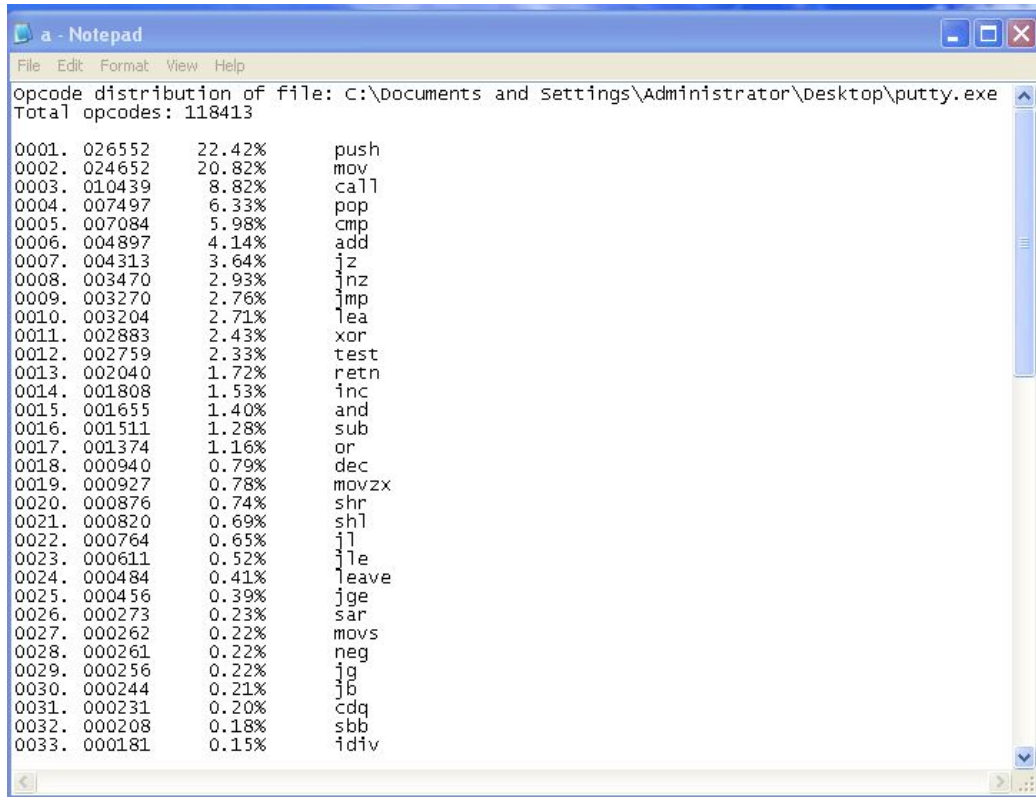 a - Notepad
File Edit Format View Help
Opcode distribution of file: C:\Documents and Settings\Administrator\Desktop\putty.exe
Total opcodes: 118413
0001. 026552 22.42% push
0002. 024652 20.82% mov
0003. 010439 8.82% call
0004. 007497 6.33% pop
0005. 007084 5.98% cmp
0006. 004897 4.14% add
0007. 004313 3.64% jz
0008. 003470 2.93% jnz
0009. 003270 2.76% jmp
0010. 003204 2.71% lea
0011. 002883 2.43% xor
0012. 002759 2.33% test
0013. 002040 1.72% retn
0014. 001808 1.53% inc
0015. 001655 1.40% and
0016. 001511 1.28% sub
0017. 001374 1.16% or
0018. 000940 0.79% dec
0019. 000927 0.78% movzx
0020. 000876 0.74% shr
0021. 000820 0.69% shl
0022. 000764 0.65% jl
0023. 000611 0.52% jle
0024. 000484 0.41% leave
0025. 000456 0.39% jge
0026. 000273 0.23% sar
0027. 000262 0.22% movs
0028. 000261 0.22% neg
0029. 000256 0.22% jg
0030. 000244 0.21% jb
0031. 000231 0.20% cdq
0032. 000208 0.18% sbb
0033. 000181 0.15% idiv